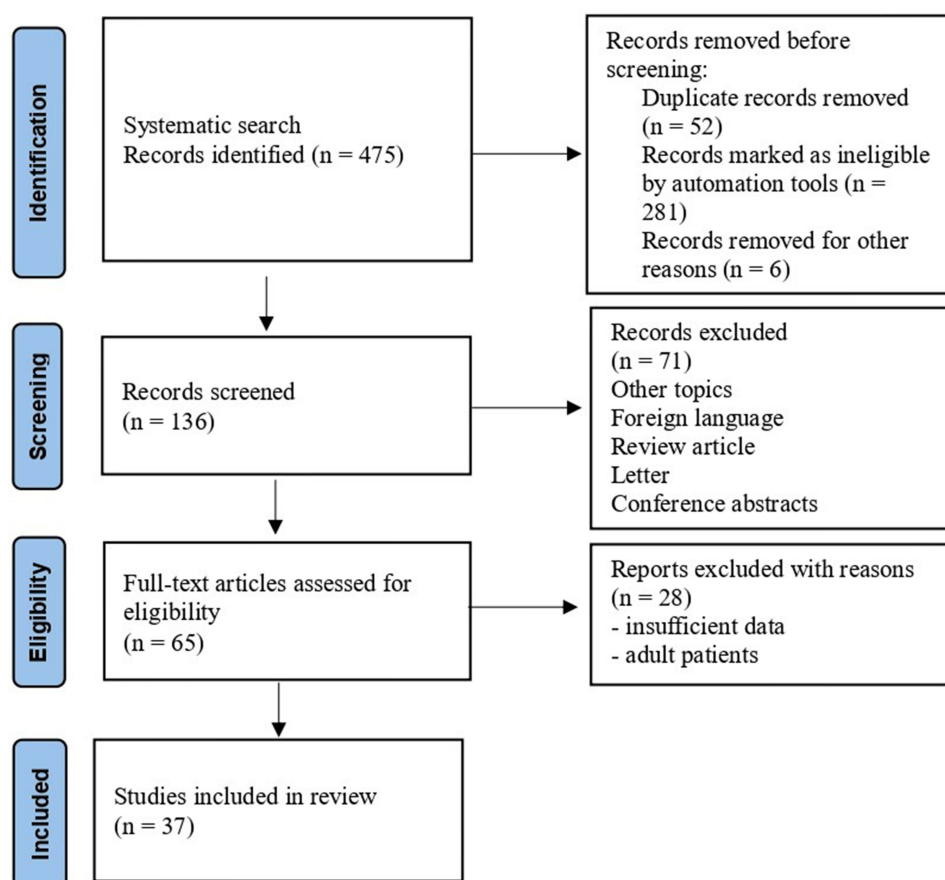 Identification
Systematic search
Records identified (n = 475)
Records removed before
screening:
Duplicate records removed
(n = 52)
Records marked as ineligible
by automation tools (n =
281)
Records removed for other
reasons (n = 6)
Screening
Records screened
(n = 136)
Records excluded
(n = 71)
Other topics
Foreign language
Review article
Letter
Conference abstracts
Eligibility
Full-text articles assessed for
eligibility
(n = 65)
Reports excluded with reasons
(n = 28)
- insufficient data
- adult patients
Included
Studies included in review
(n = 37)